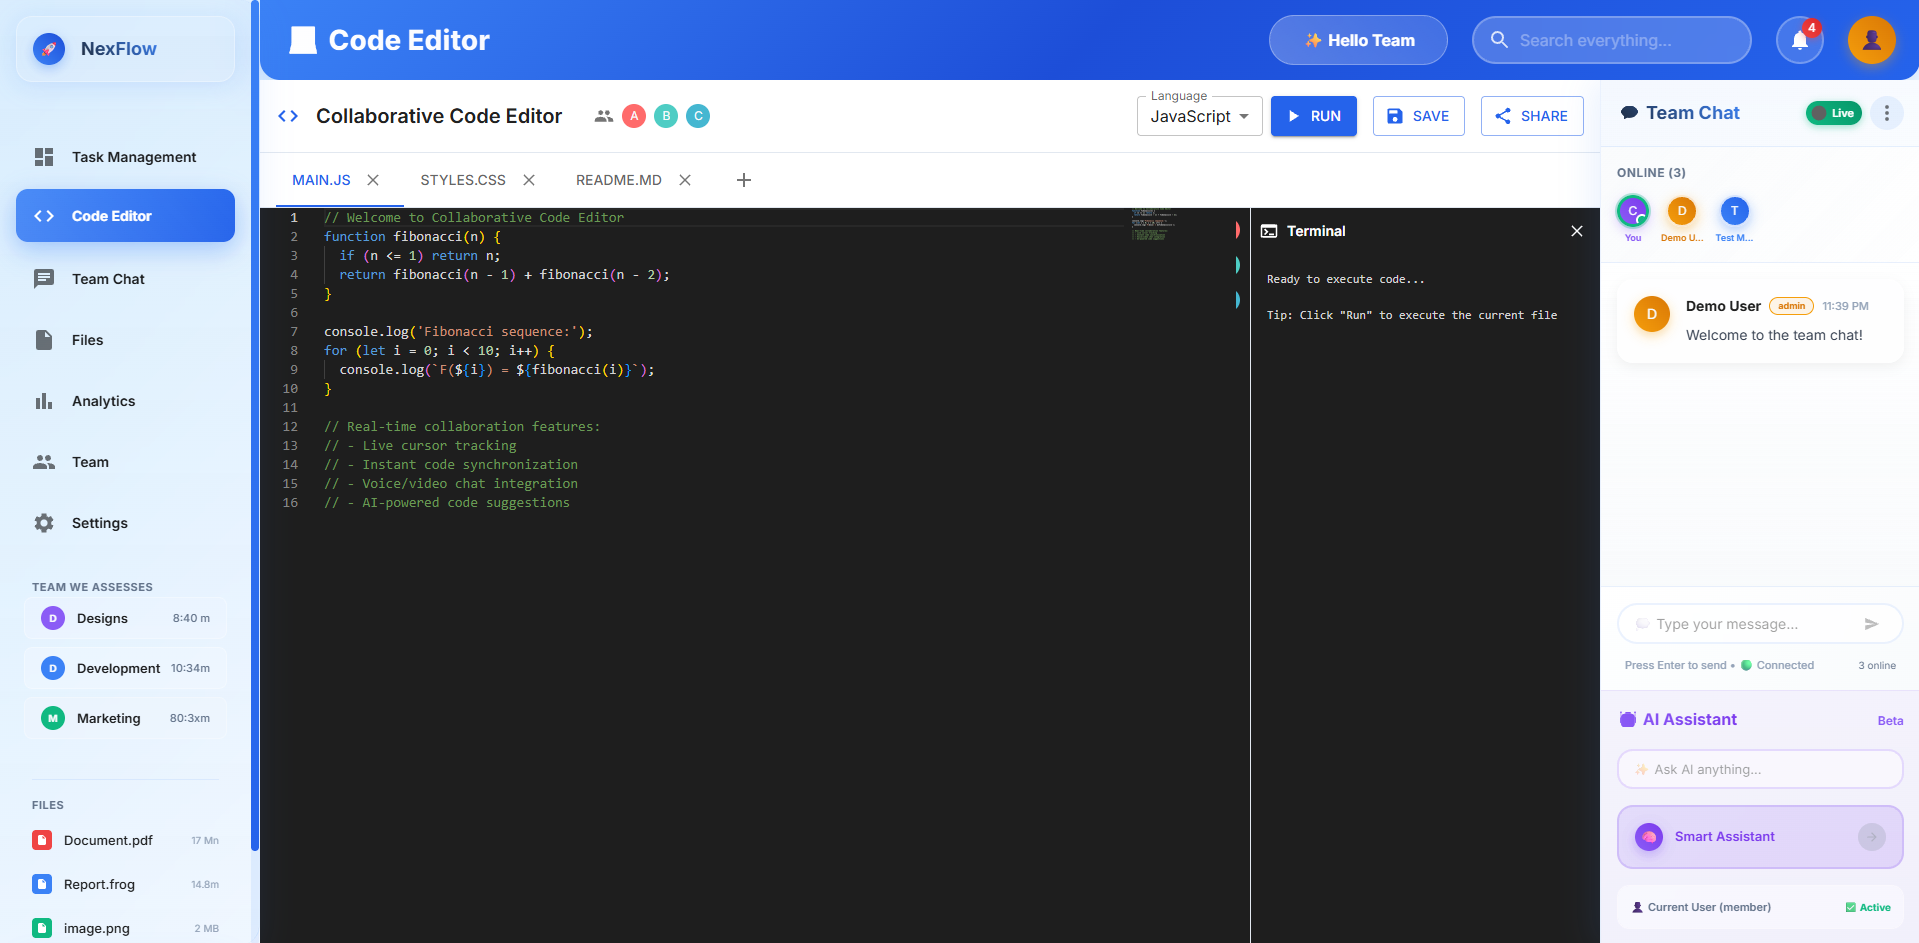 NexFlow
Task Management
Code Editor
Team Chat
Files
Analytics
Team
Settings
TEAM WE ASSESSES
D Designs 8:40 m
D Development 10:34m
M Marketing 80:3xm
FILES
Document.pdf 17 Mn
Report.frog 14.8m
image.png 2 MB
Code Editor
✨ Hello Team
Search everything...
4
Collaborative Code Editor
A B C
Language
JavaScript
RUN
SAVE
SHARE
MAIN.JS
STYLES.CSS
README.MD
1 // Welcome to Collaborative Code Editor
2 function fibonacci(n) {
3 if (n <= 1) return n;
4 return fibonacci(n - 1) + fibonacci(n - 2);
5 }
6
7 console.log('Fibonacci sequence:');
8 for (let i = 0; i < 10; i++) {
9 console.log(`F(${i}) = ${fibonacci(i)}`);
10 }
11
12 // Real-time collaboration features:
13 // - Live cursor tracking
14 // - Instant code synchronization
15 // - Voice/video chat integration
16 // - AI-powered code suggestions
Terminal
Ready to execute code...
Tip: Click "Run" to execute the current file
Team Chat
Live
ONLINE (3)
C D T
You Demo U... Test M...
D
Demo User admin 11:39 PM
Welcome to the team chat!
Type your message...
Press Enter to send • Connected 3 online
AI Assistant Beta
✨ Ask AI anything...
Smart Assistant
Current User (member) Active